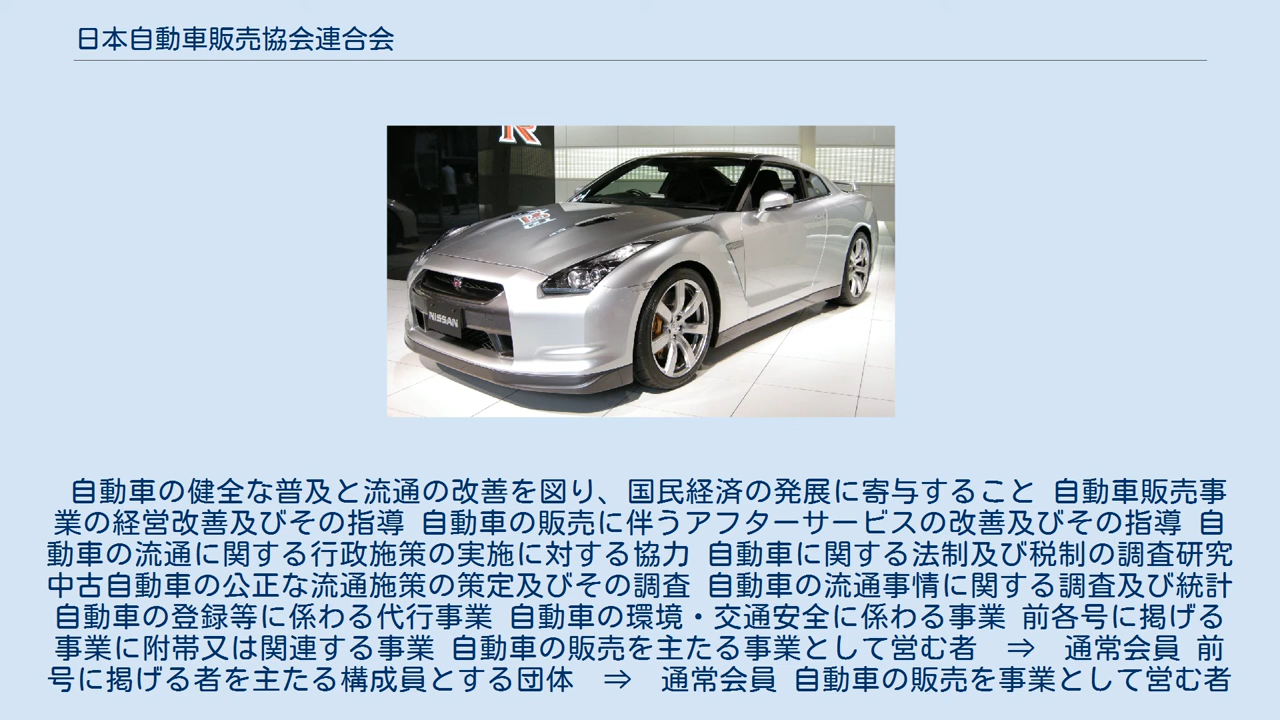 日本自動車販売協会連合会
R
NISSAN
自動車の健全な普及と流通の改善を図り、国民経済の発展に寄与すること 自動車販売事
業の経営改善及びその指導 自動車の販売に伴うアフターサービスの改善及びその指導 自
動車の流通に関する行政施策の実施に対する協力 自動車に関する法制及び税制の調査研究
中古自動車の公正な流通施策の策定及びその調査 自動車の流通事情に関する調査及び統計
自動車の登録等に係わる代行事業 自動車の環境・交通安全に係わる事業 前各号に掲げる
事業に附帯又は関連する事業 自動車の販売を主たる事業として営む者 ⇒ 通常会員 前
号に掲げる者を主たる構成員とする団体 ⇒ 通常会員 自動車の販売を事業として営む者